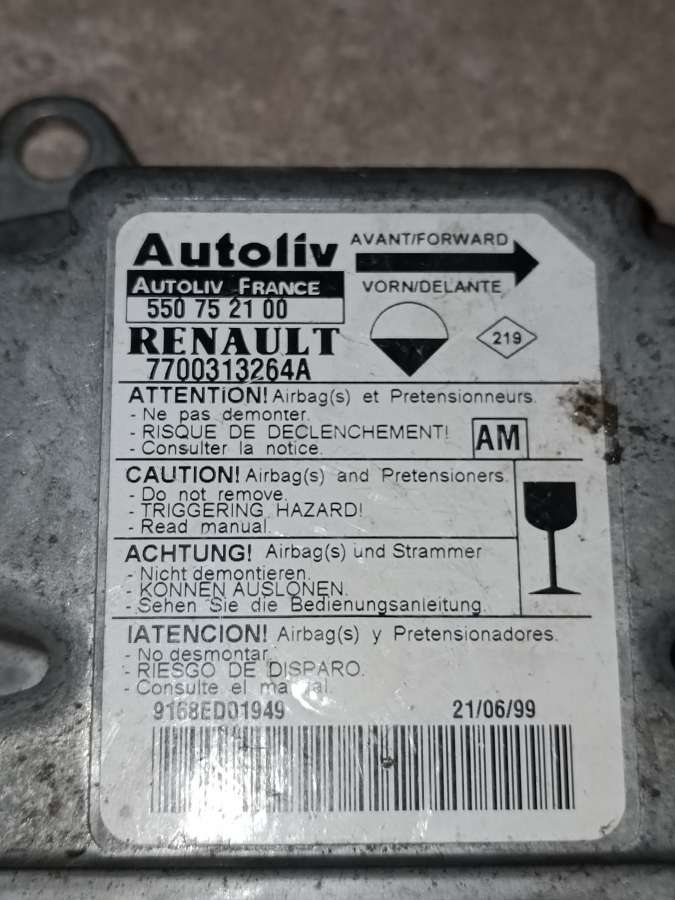 Autoliv
AVANT/FORWARD
AUTOLIV FRANCE
VORN/DELANTE
550 75 21 00
RENAULT
219
7700313264A
ATTENTION! Airbag(s) et Pretensionneurs.
- Ne pas demonter.
- RISQUE DE DECLENCHEMENT!
- Consulter la notice.
AM
CAUTION! Airbag(s) and Pretensioners.
- Do not remove.
- TRIGGERING HAZARD!
- Read manual.
ACHTUNG! Airbag(s) und Strammer
- Nicht demontieren.
- KONNEN AUSLONEN.
- Sehen Sie die Bedienungsanleitung.
IATENCION! Airbag(s) y Pretensionadores.
- No desmontar.
- RIESGO DE DISPARO.
- Consulte el
9168ED01949
21/06/99